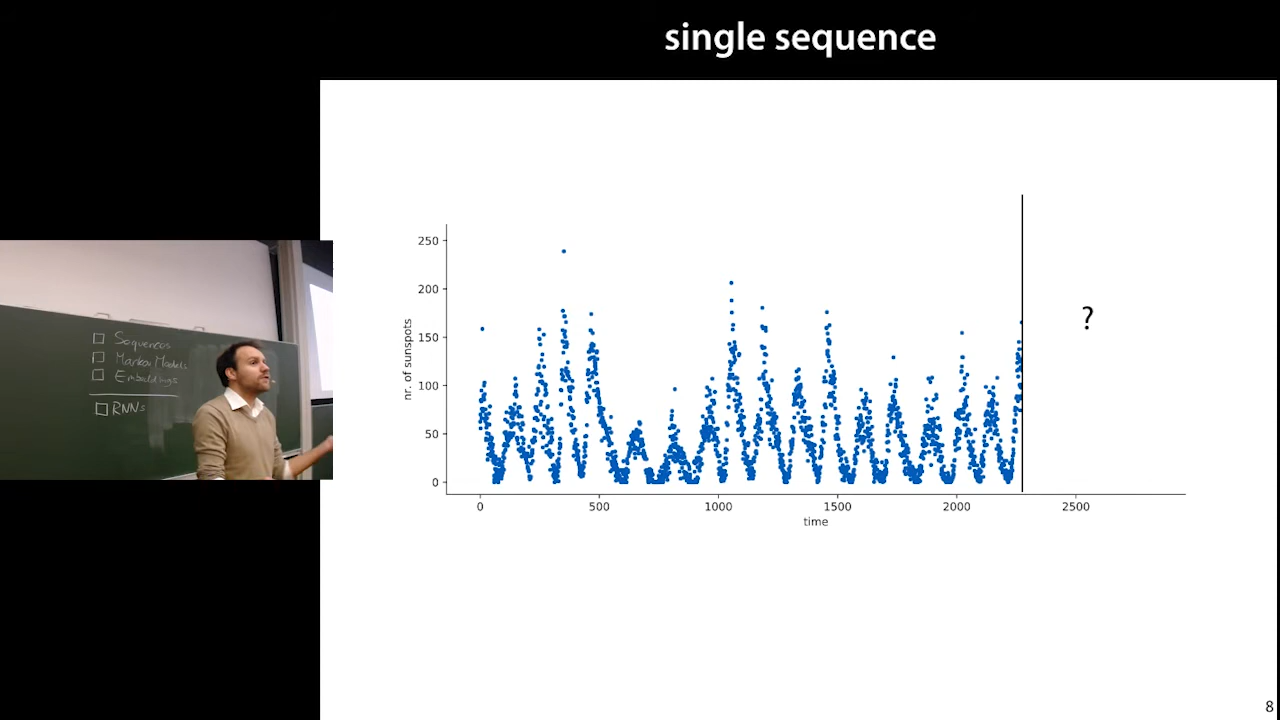 single sequence
Sequences
Markov Models
Embeddings
RNNs
250
200
150
100
50
0
nr. of sunspots
0 500 1000 1500 2000 2500
time
?
8